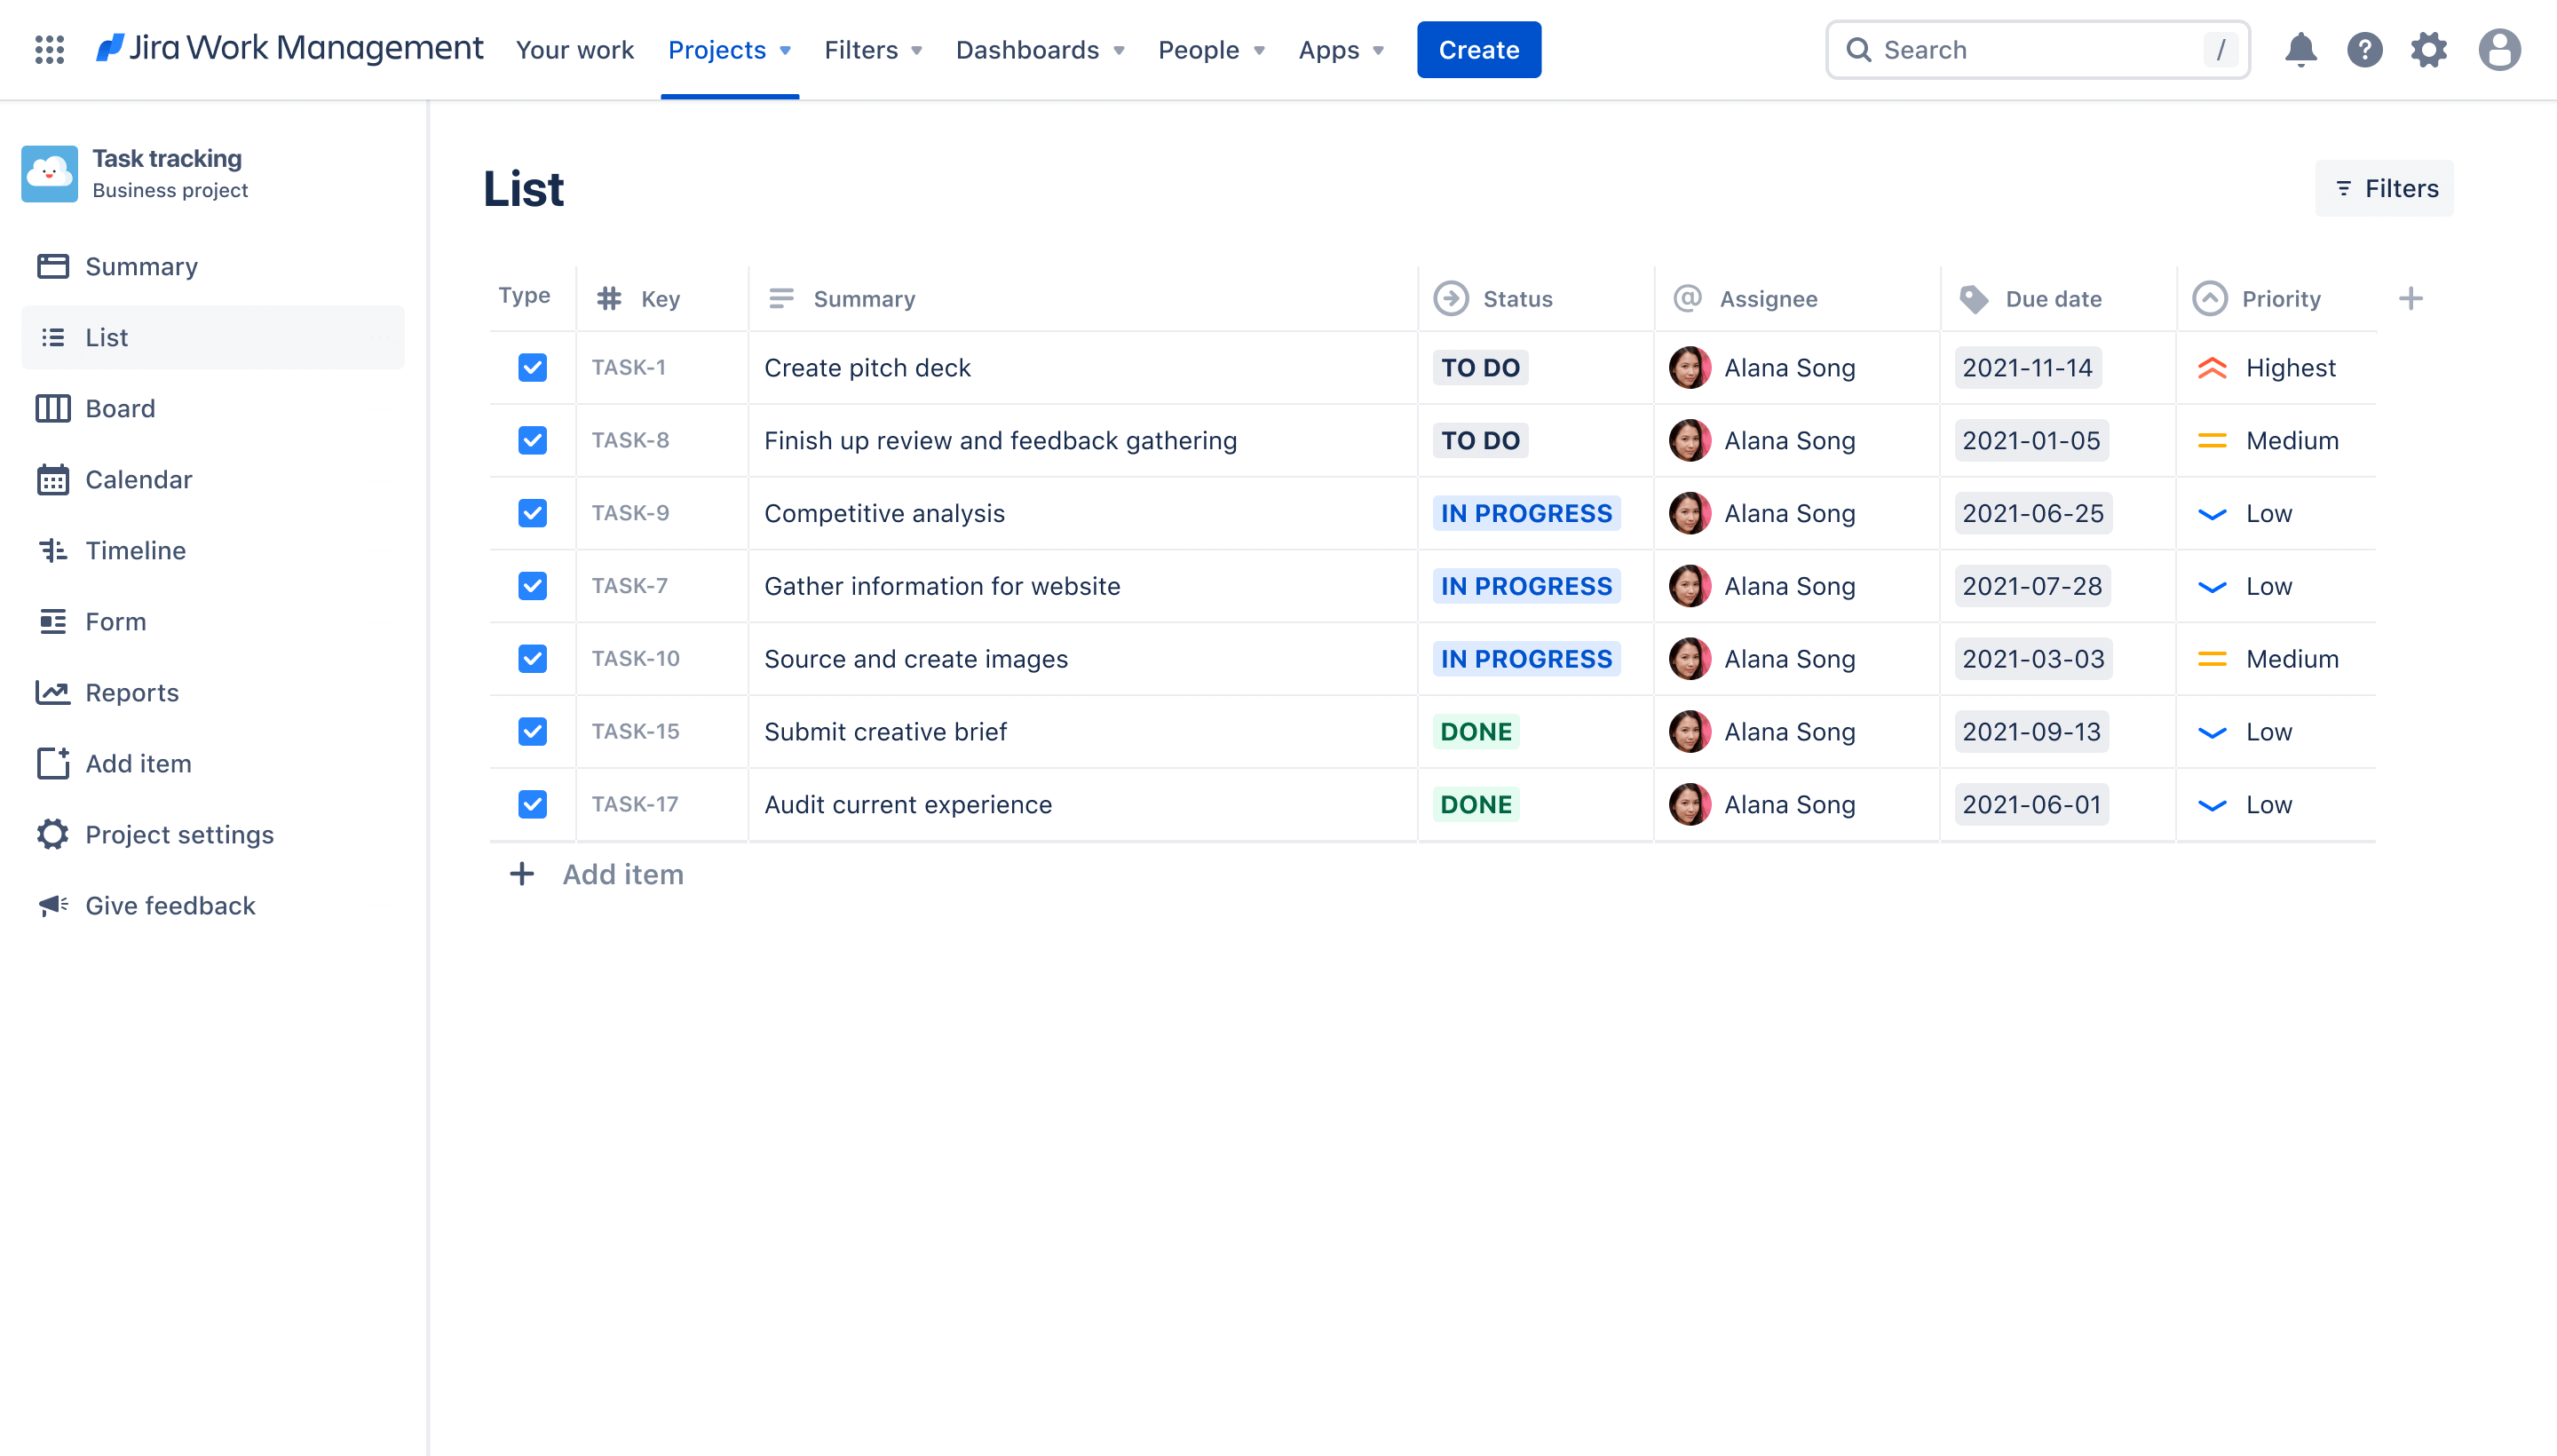 Jira Work Management Your work Projects Filters Dashboards People Apps Create Search /
Task tracking
Business project
Summary
List
Board
Calendar
Timeline
Form
Reports
Add item
Project settings
Give feedback
List Filters
Type Key Summary Status Assignee Due date Priority
TASK-1 Create pitch deck TO DO Alana Song 2021-11-14 Highest
TASK-8 Finish up review and feedback gathering TO DO Alana Song 2021-01-05 Medium
TASK-9 Competitive analysis IN PROGRESS Alana Song 2021-06-25 Low
TASK-7 Gather information for website IN PROGRESS Alana Song 2021-07-28 Low
TASK-10 Source and create images IN PROGRESS Alana Song 2021-03-03 Medium
TASK-15 Submit creative brief DONE Alana Song 2021-09-13 Low
TASK-17 Audit current experience DONE Alana Song 2021-06-01 Low
Add item